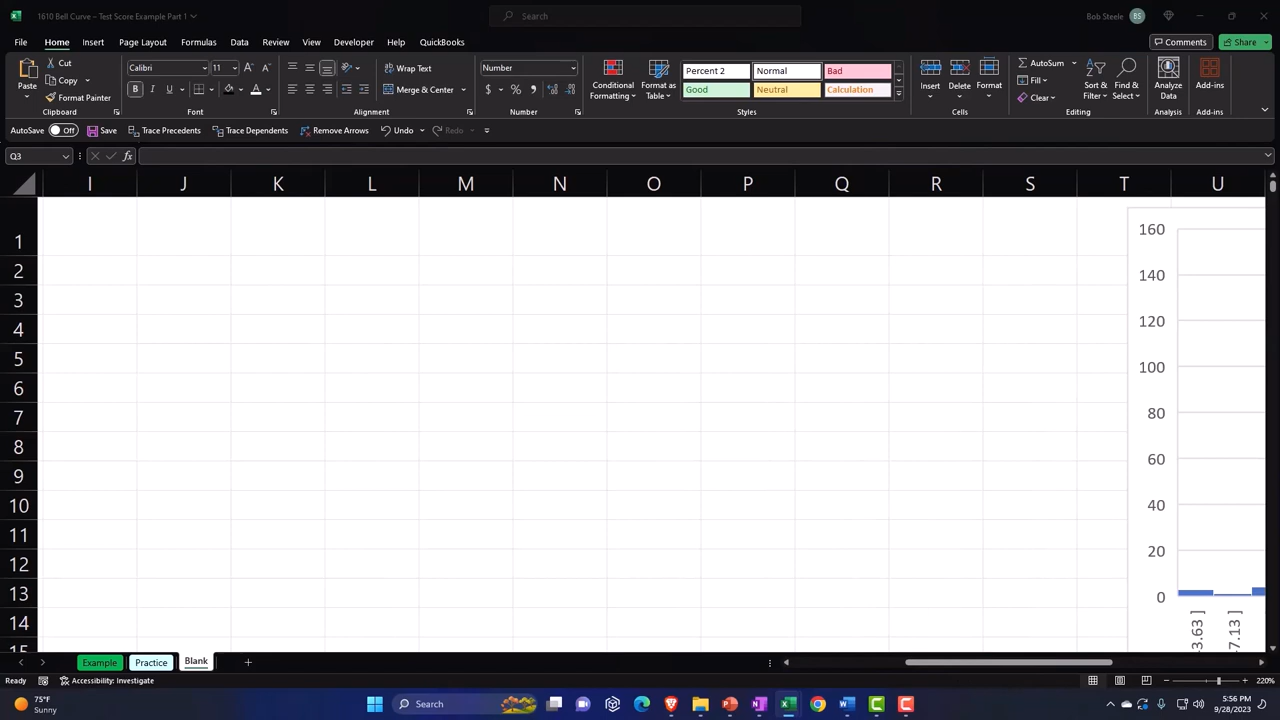 1610 Bell Curve – Test Score Example Part 1
Search
Bob Steele
BS
File Home Insert Page Layout Formulas Data Review View Developer Help QuickBooks
Comments
Share
Paste
Cut
Copy
Format Painter
Clipboard
Calibri
11
B I U
Font
Wrap Text
Merge & Center
Alignment
Number
$ %
Number
Conditional Formatting
Format as Table
Percent 2
Normal
Bad
Good
Neutral
Calculation
Styles
Insert
Delete
Format
Cells
AutoSum
Fill
Clear
Sort & Filter
Find & Select
Editing
Analyze Data
Analysis
Add-ins
Add-ins
AutoSave
Off
Save
Trace Precedents
Trace Dependents
Remove Arrows
Undo
Redo
Q3
fx
I J K L M N O P Q R S T U
1
2
3
4
5
6
7
8
9
10
11
12
13
14
15
160
140
120
100
80
60
40
20
0
3.63 ]
7.13 ]
Example
Practice
Blank
Ready
Accessibility: Investigate
220%
75°F
Sunny
Search
5:56 PM
9/28/2023